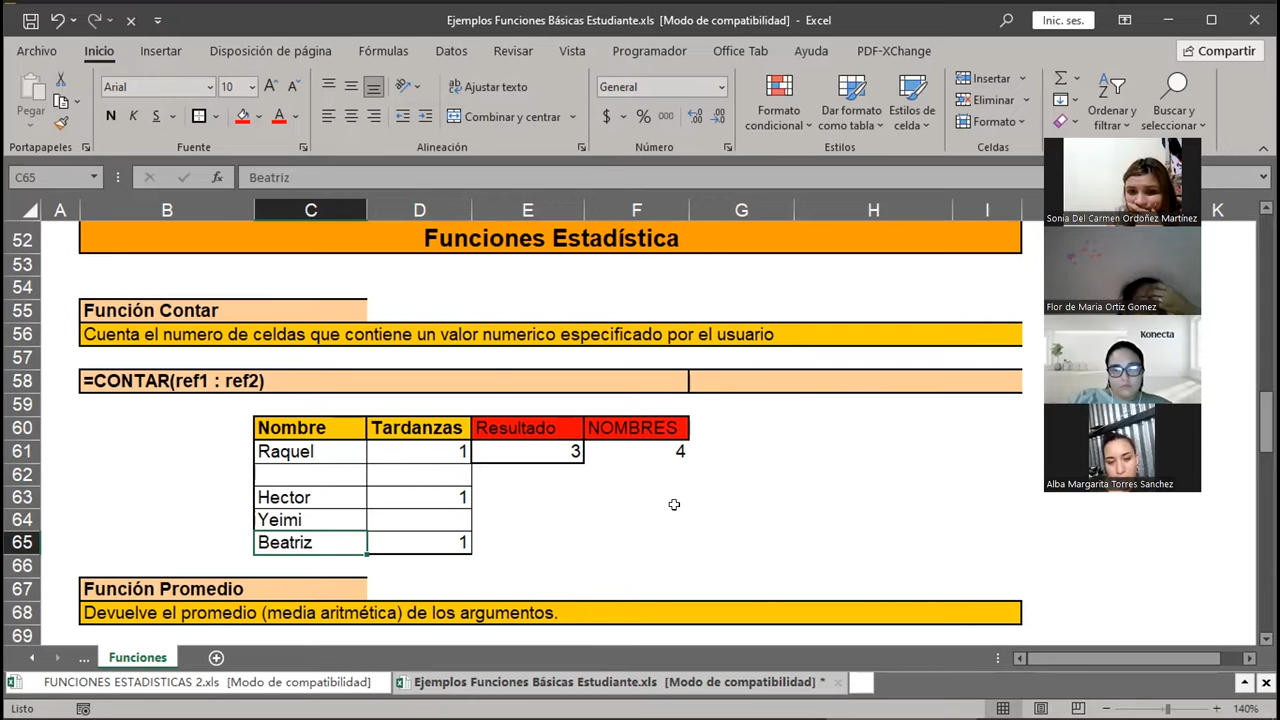 Ejemplos Funciones Básicas Estudiante.xls [Modo de compatibilidad] - Excel
Inic. ses.
Archivo Inicio Insertar Disposición de página Fórmulas Datos Revisar Vista Programador Office Tab Ayuda PDF-XChange Compartir
Pegar
Arial 10
N K S
Ajustar texto
Combinar y centrar
General
$ % 000
Formato condicional
Dar formato como tabla
Estilos de celda
Insertar
Eliminar
Formato
Ordenar y filtrar
Buscar y seleccionar
Portapapeles Fuente Alineación Número Estilos Celdas
C65 fx Beatriz
A B C D E F G H I K
52 Funciones Estadística
53
54
55 Función Contar
56 Cuenta el numero de celdas que contiene un valor numerico especificado por el usuario
57
58 =CONTAR(ref1 : ref2)
59
60 Nombre Tardanzas Resultado NOMBRES
61 Raquel 1 3 4
62
63 Hector 1
64 Yeimi
65 Beatriz 1
66
67 Función Promedio
68 Devuelve el promedio (media aritmética) de los argumentos.
69
Sonia Del Carmen Ordoñez Martínez
Flor de Maria Ortiz Gomez
Konecta
Alba Margarita Torres Sanchez
... Funciones
FUNCIONES ESTADISTICAS 2.xls [Modo de compatibilidad] Ejemplos Funciones Básicas Estudiante.xls [Modo de compatibilidad] *
Listo 140%